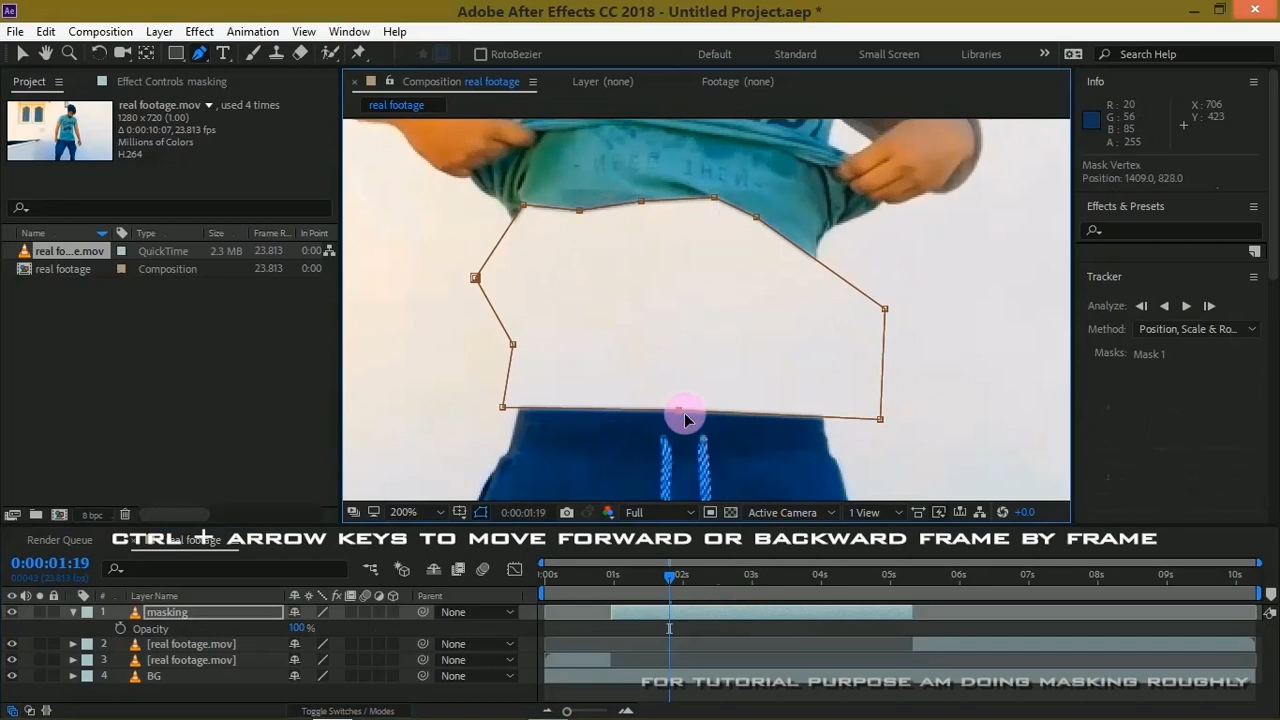 Ae
Adobe After Effects CC 2018 - Untitled Project.aep *
File Edit Composition Layer Effect Animation View Window Help
RotoBezier
Default Standard Small Screen Libraries
Search Help
Project
Effect Controls masking
Composition real footage
Layer (none)
Footage (none)
Info
real footage.mov ▼, used 4 times
1280 x 720 (1.00)
Δ 0:00:10:07, 23.813 fps
Millions of Colors
H.264
real footage
R : 20
G : 56
B : 85
A : 255
X : 706
Y : 423
Mask Vertex
Position: 1409.0, 828.0
Effects & Presets
Name Type Size Frame R... In Point
real fo...e.mov QuickTime 2.3 MB 23.813 0:00
real footage Composition 23.813 0:00
Tracker
Analyze:
Method: Position, Scale & Ro...
Masks: Mask 1
8 bpc
200% 0:00:01:19 Full Active Camera 1 View +0.0
Render Queue
real footage
CTRL + ARROW KEYS TO MOVE FORWARD OR BACKWARD FRAME BY FRAME
0:00:01:19
00043 (23.813 fps)
:00s 01s 02s 03s 04s 05s 06s 07s 08s 09s 10s
# Layer Name fx Parent
1 masking None
Opacity 100 %
2 [real footage.mov] None
3 [real footage.mov] None
4 BG None
FOR TUTORIAL PURPOSE AM DOING MASKING ROUGHLY
Toggle Switches / Modes